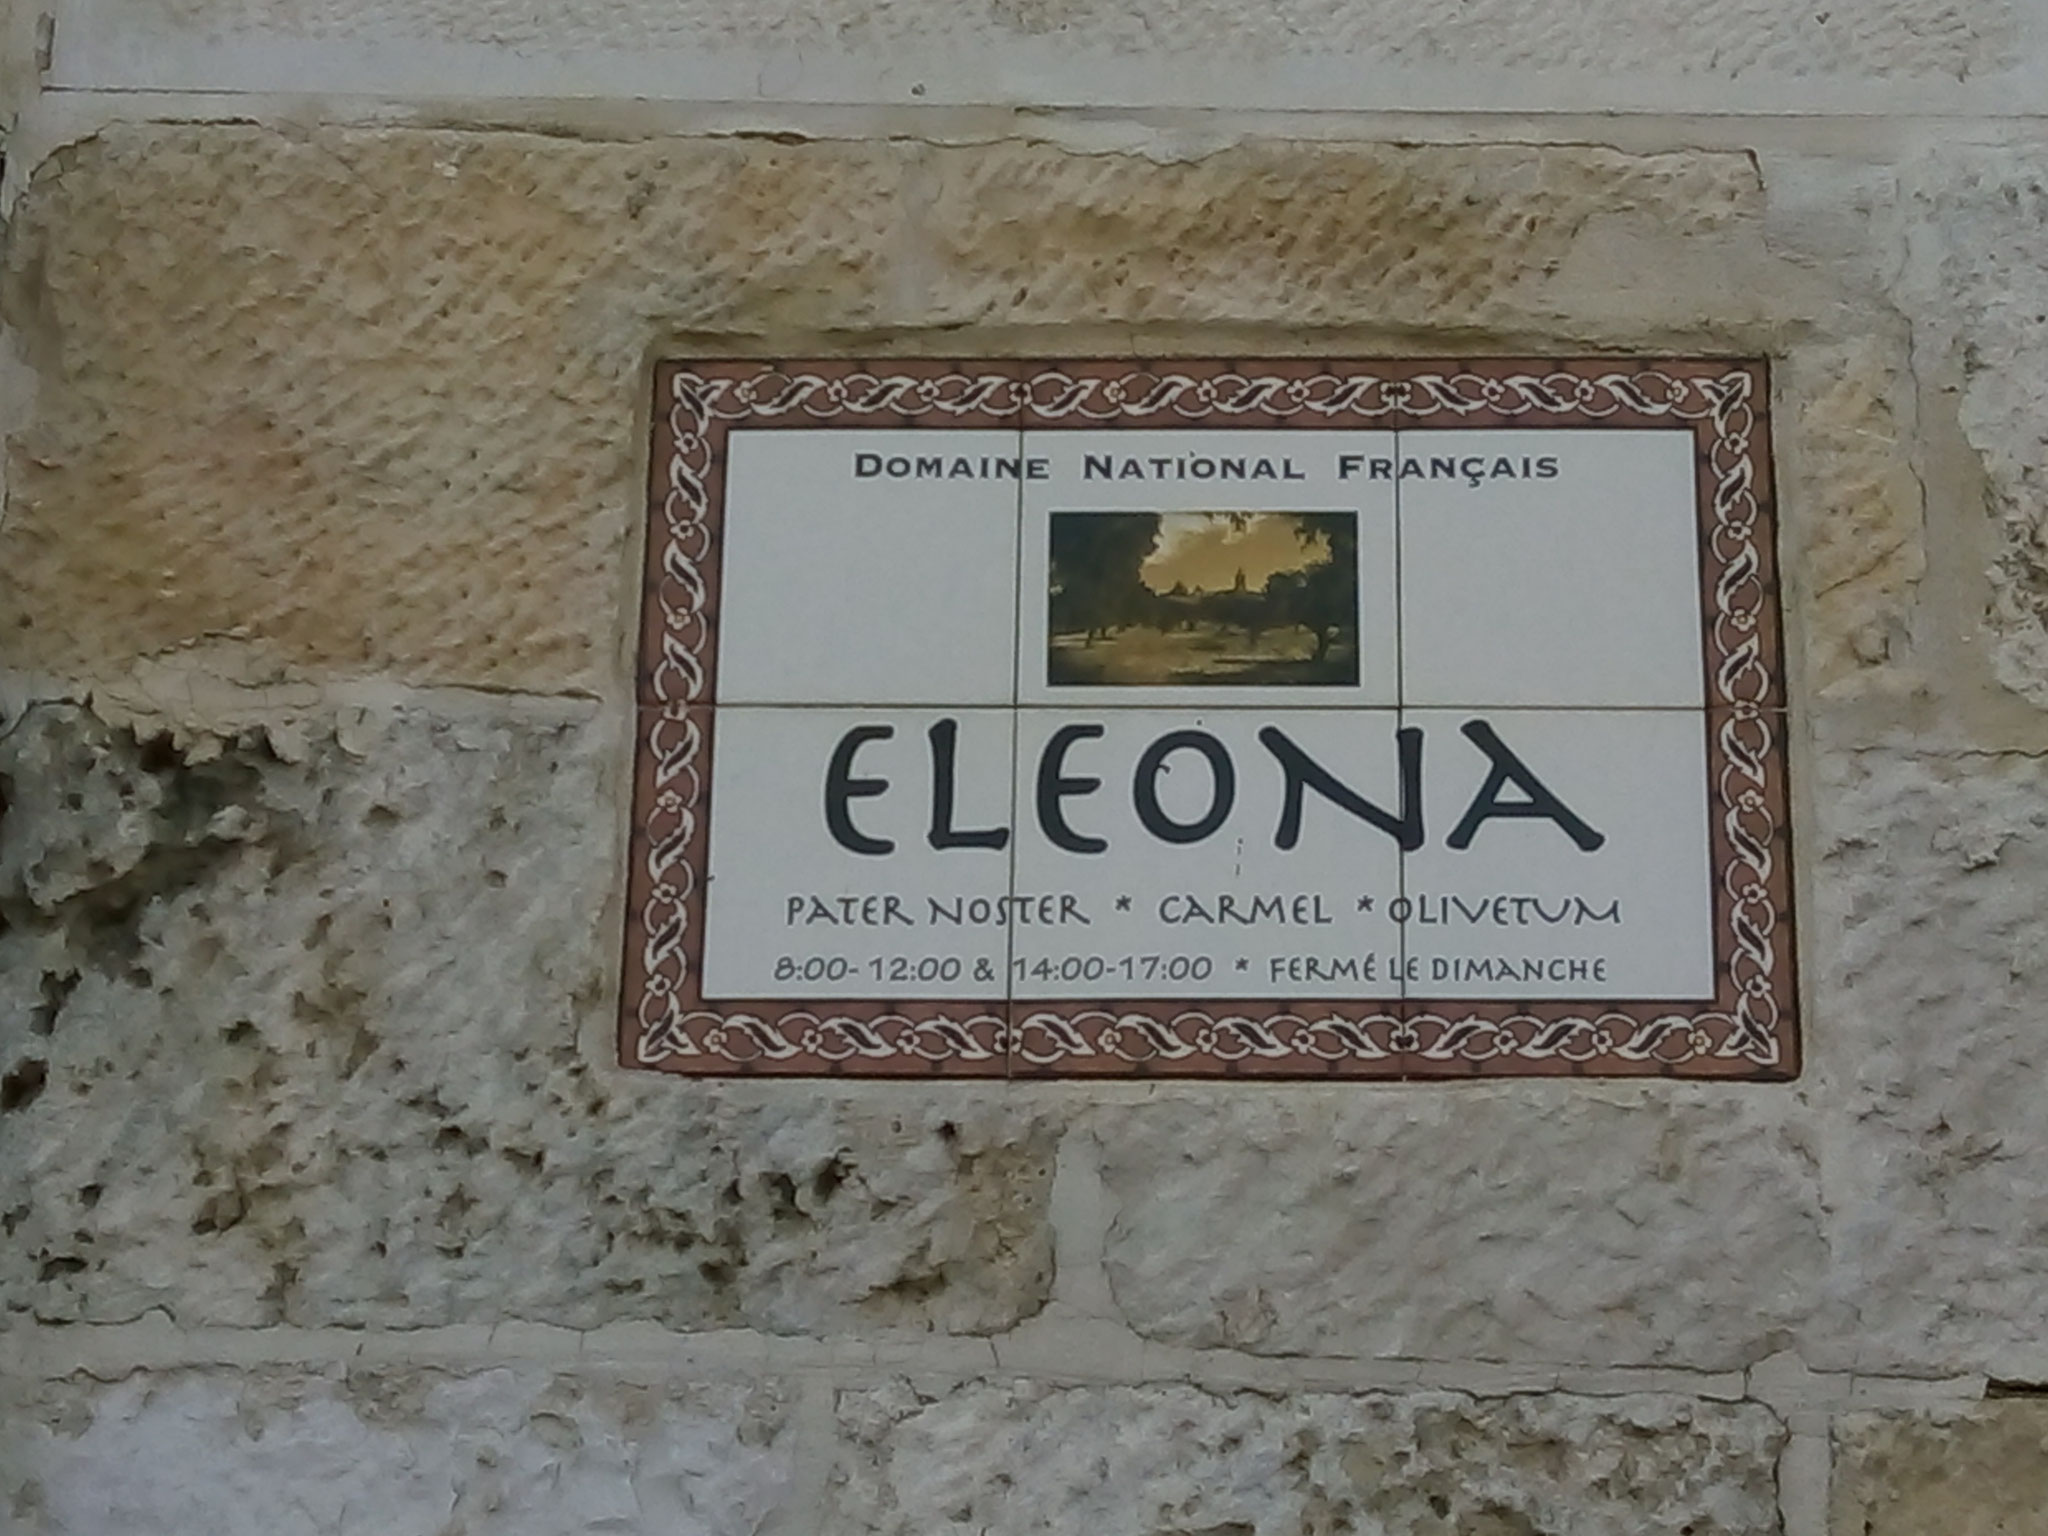 Domaine National Français
ELEONA
PATER NOSTER * CARMEL * OLIVETUM
8:00-12:00 & 14:00-17:00 * FERMÉ LE DIMANCHE